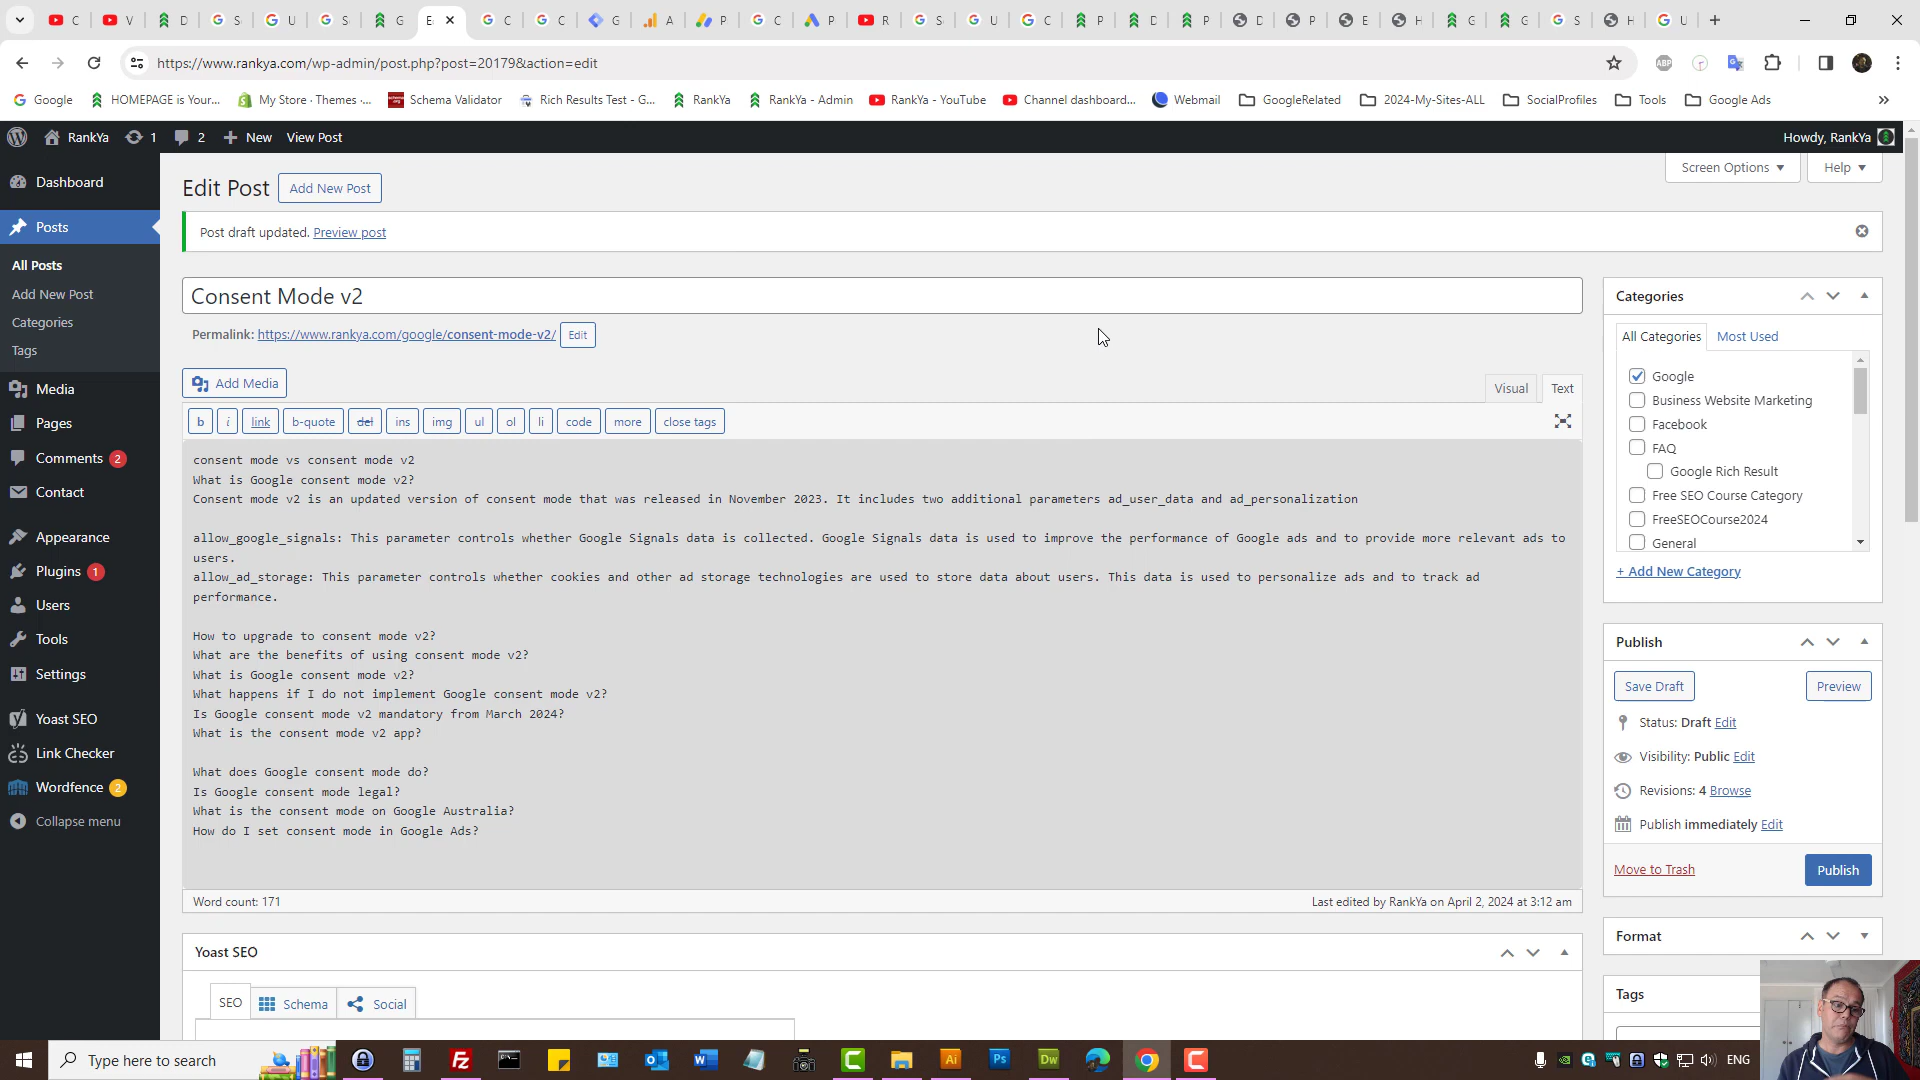 C
V
D
S
U
S
G
E
C
C
G
A
P
C
P
R
S
U
C
P
D
P
D
P
E
H
G
G
S
H
U
https://www.rankya.com/wp-admin/post.php?post=20179&action=edit
ABP
Google
HOMEPAGE is Your...
My Store · Themes ·...
Schema Validator
Rich Results Test - G...
RankYa
RankYa - Admin
RankYa - YouTube
Channel dashboard...
Webmail
GoogleRelated
2024-My-Sites-ALL
SocialProfiles
Tools
Google Ads
RankYa
1
2
New
View Post
Howdy, RankYa
Screen Options
Help
Dashboard
Posts
All Posts
Add New Post
Categories
Tags
Media
Pages
Comments 2
Contact
Appearance
Plugins 1
Users
Tools
Settings
Yoast SEO
Link Checker
Wordfence 2
Collapse menu
Edit Post
Add New Post
Post draft updated. Preview post
Consent Mode v2
Permalink: https://www.rankya.com/google/consent-mode-v2/ Edit
Add Media
Visual
Text
b
i
link
b-quote
del
ins
img
ul
ol
li
code
more
close tags
consent mode vs consent mode v2
What is Google consent mode v2?
Consent mode v2 is an updated version of consent mode that was released in November 2023. It includes two additional parameters ad_user_data and ad_personalization
allow_google_signals: This parameter controls whether Google Signals data is collected. Google Signals data is used to improve the performance of Google ads and to provide more relevant ads to
users.
allow_ad_storage: This parameter controls whether cookies and other ad storage technologies are used to store data about users. This data is used to personalize ads and to track ad
performance.
How to upgrade to consent mode v2?
What are the benefits of using consent mode v2?
What is Google consent mode v2?
What happens if I do not implement Google consent mode v2?
Is Google consent mode v2 mandatory from March 2024?
What is the consent mode v2 app?
What does Google consent mode do?
Is Google consent mode legal?
What is the consent mode on Google Australia?
How do I set consent mode in Google Ads?
Word count: 171
Last edited by RankYa on April 2, 2024 at 3:12 am
Yoast SEO
SEO
Schema
Social
Categories
All Categories
Most Used
Google
Business Website Marketing
Facebook
FAQ
Google Rich Result
Free SEO Course Category
FreeSEOCourse2024
General
+ Add New Category
Publish
Save Draft
Preview
Status: Draft Edit
Visibility: Public Edit
Revisions: 4 Browse
Publish immediately Edit
Move to Trash
Publish
Format
Tags
Type here to search
Ai
Ps
Dw
ENG